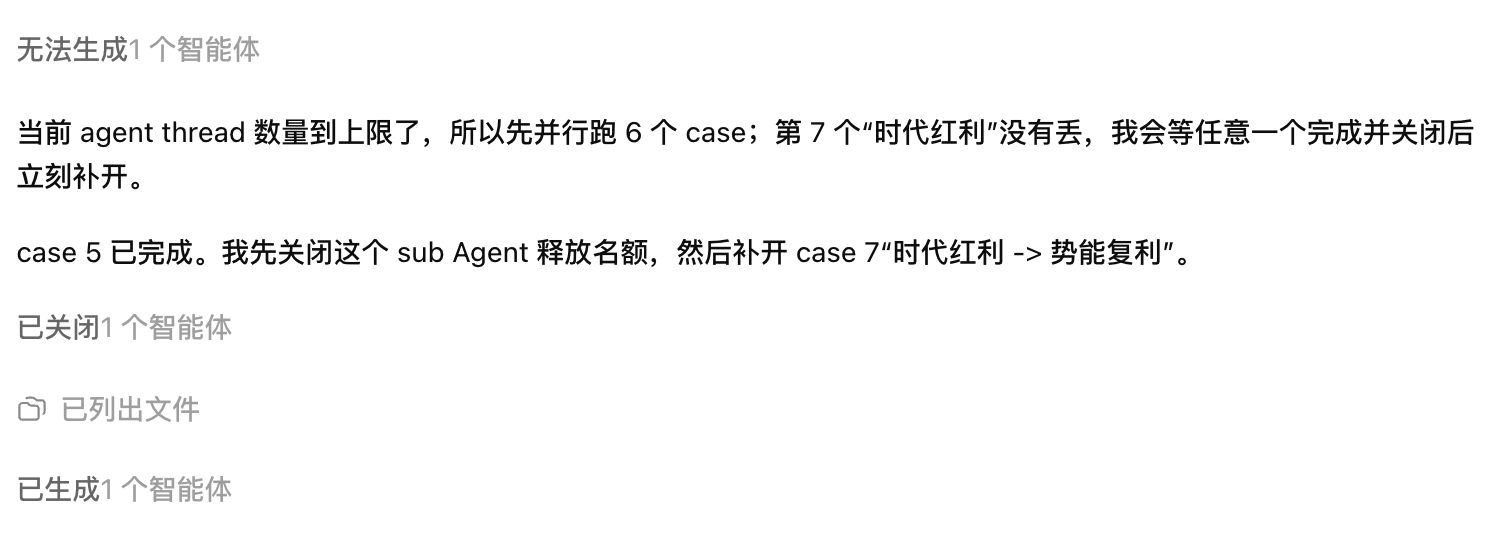 无法生成1 个智能体
当前 agent thread 数量到上限了，所以先并行跑 6 个 case；第 7 个“时代红利”没有丢，我会等任意一个完成并关闭后
立刻补开。
case 5 已完成。我先关闭这个 sub Agent 释放名额，然后补开 case 7“时代红利 -> 势能复利”。
已关闭1 个智能体
已列出文件
已生成1 个智能体